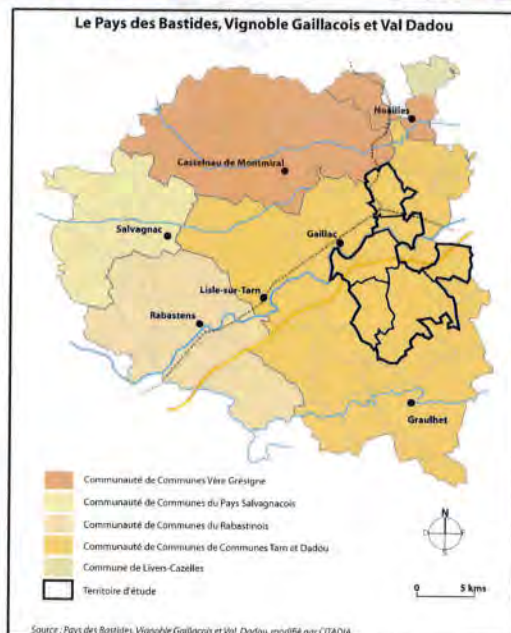 Le Pays des Bastides, Vignoble Gaillacois et Val Dadou
Noailles
Castelnau de Montmiral
Salvagnac
Gaillac
Lisle-sur-Tarn
Rabastens
Graulhet
Communauté de Communes Vère Grésigne
Communauté de Communes du Pays Salvagnacois
Communauté de Communes du Rabastinois
Communauté de Communes de Communes Tarn et Dadou
Commune de Livers-Cazelles
Territoire d'étude
N
0 5 kms
Source : Pays des Bastides, Vignoble Gaillacois et Val Dadou, modifié par CITADIA